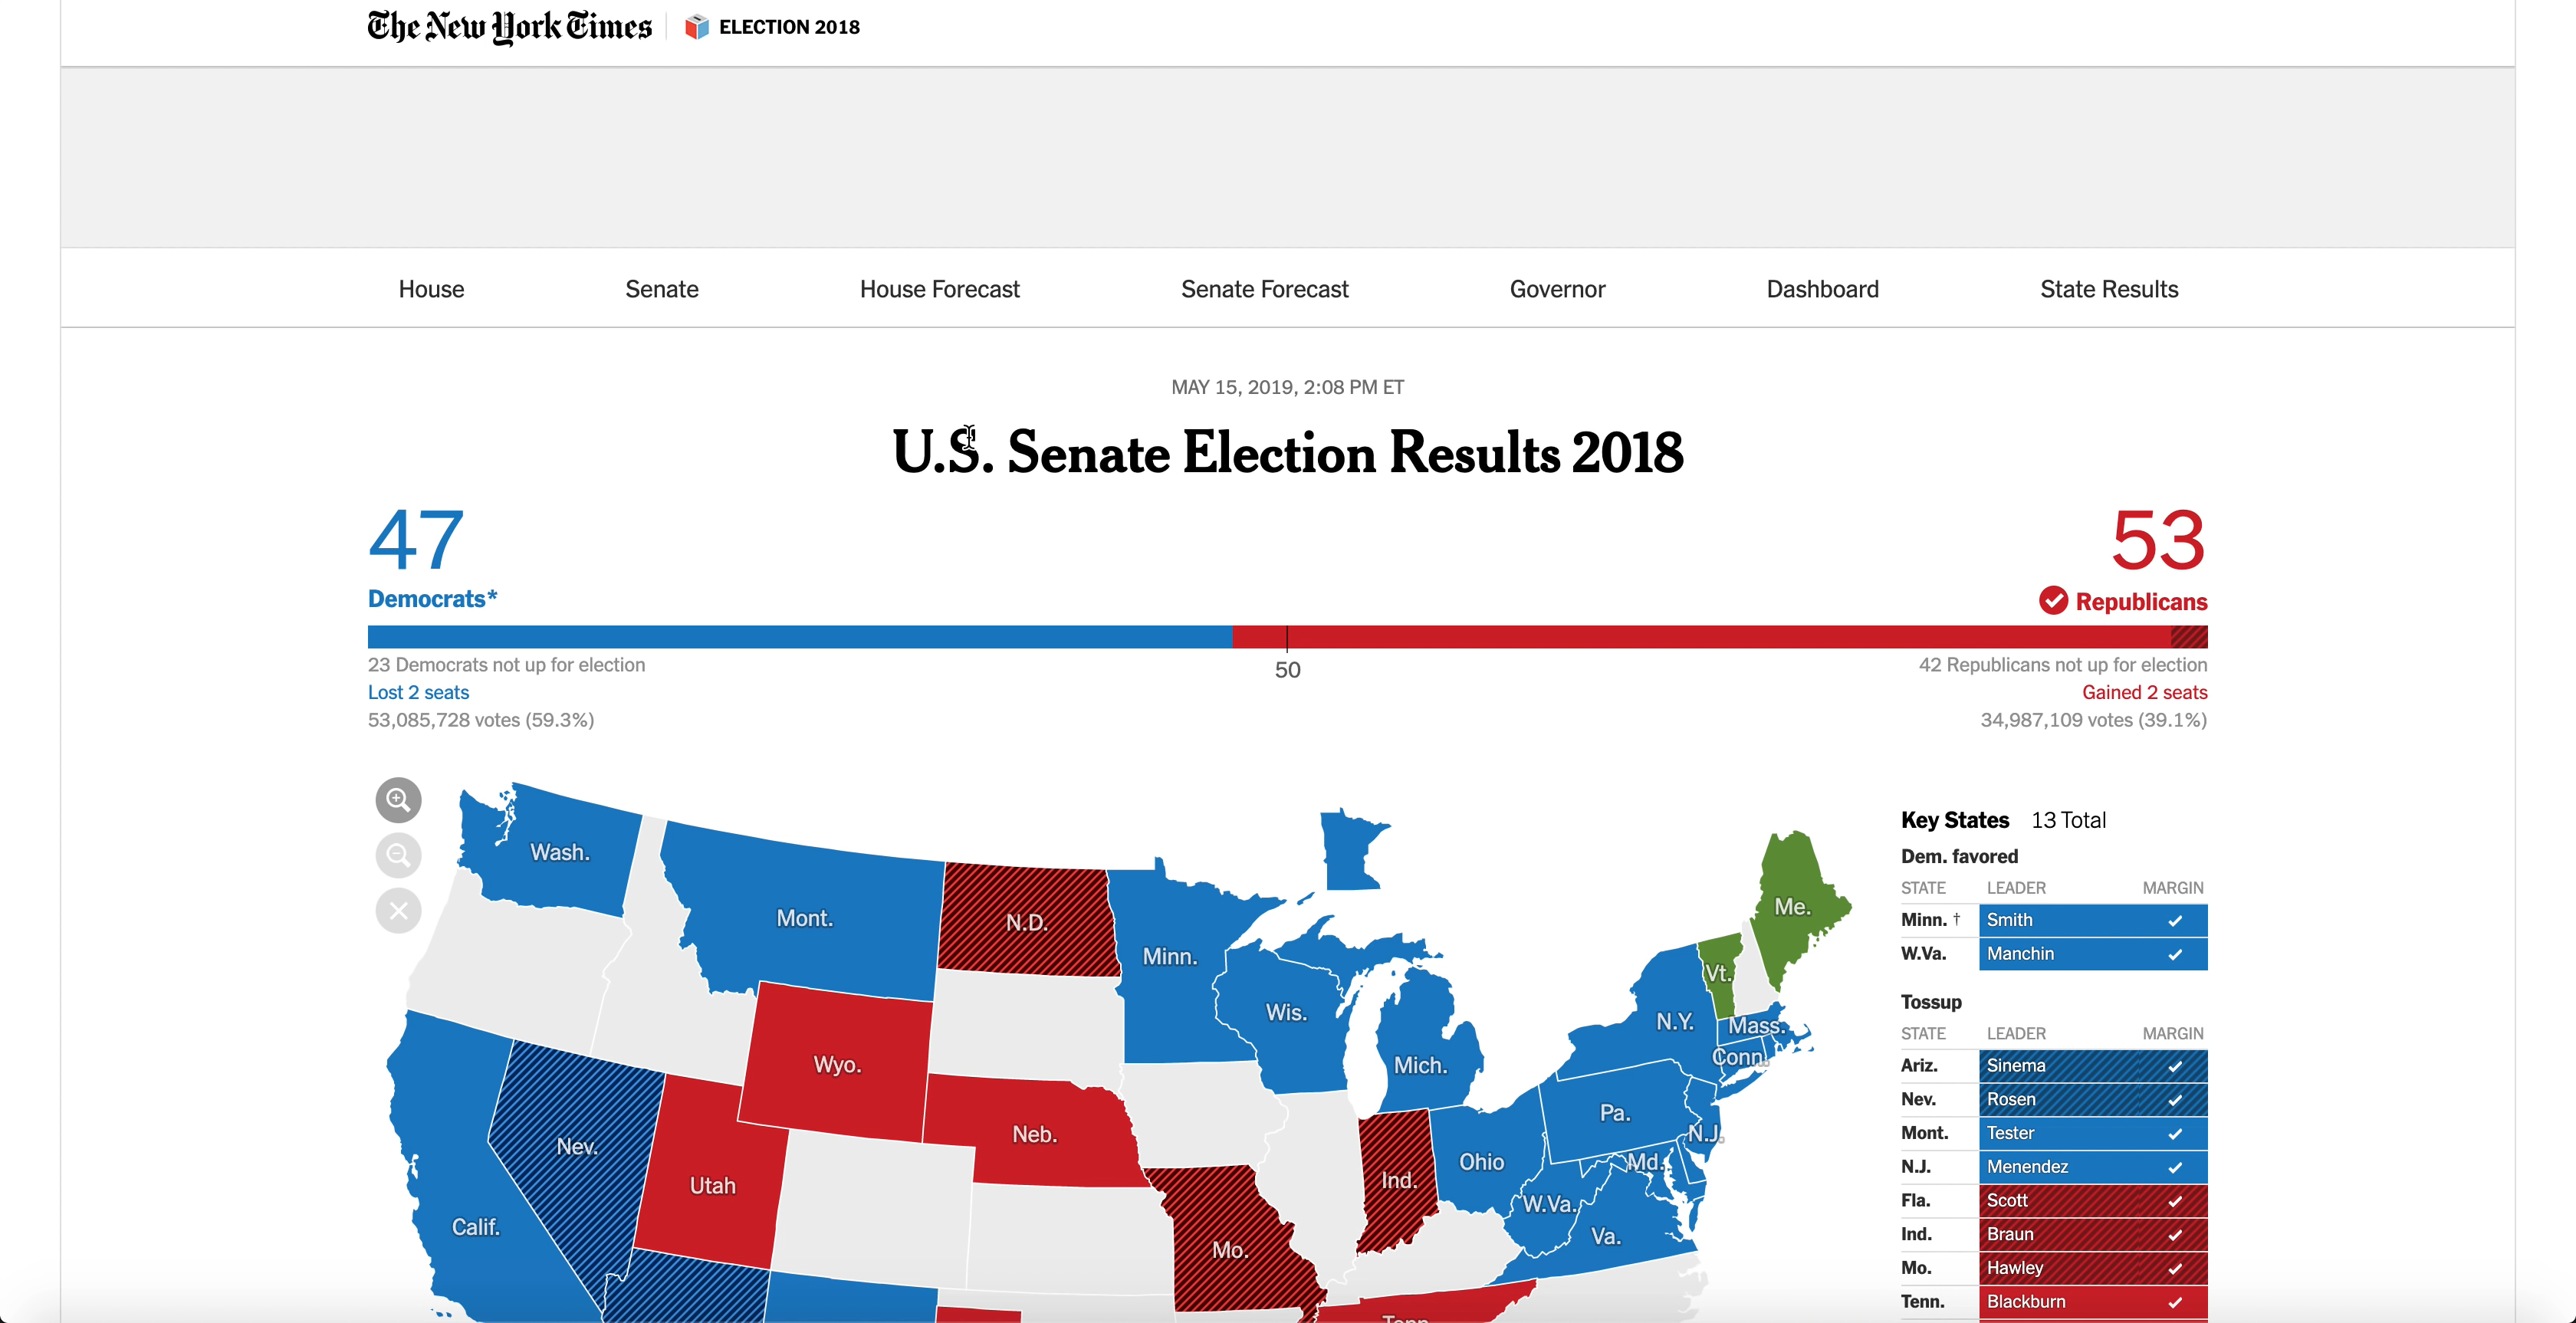 The New York Times
ELECTION 2018
House Senate House Forecast Senate Forecast Governor Dashboard State Results
MAY 15, 2019, 2:08 PM ET
U.S. Senate Election Results 2018
47
53
Democrats*
Republicans
23 Democrats not up for election
50
42 Republicans not up for election
Lost 2 seats
Gained 2 seats
53,085,728 votes (59.3%)
34,987,109 votes (39.1%)
Wash.
Mont.
N.D.
Minn.
Wis.
Mich.
Me.
Vt.
N.Y.
Mass.
Conn.
Wyo.
Neb.
Pa.
N.J.
Nev.
Utah
Ind.
Ohio
Md.
W.Va.
Va.
Calif.
Mo.
Tenn.
Key States 13 Total
Dem. favored
STATE LEADER MARGIN
Minn. † Smith
W.Va. Manchin
Tossup
STATE LEADER MARGIN
Ariz. Sinema
Nev. Rosen
Mont. Tester
N.J. Menendez
Fla. Scott
Ind. Braun
Mo. Hawley
Tenn. Blackburn